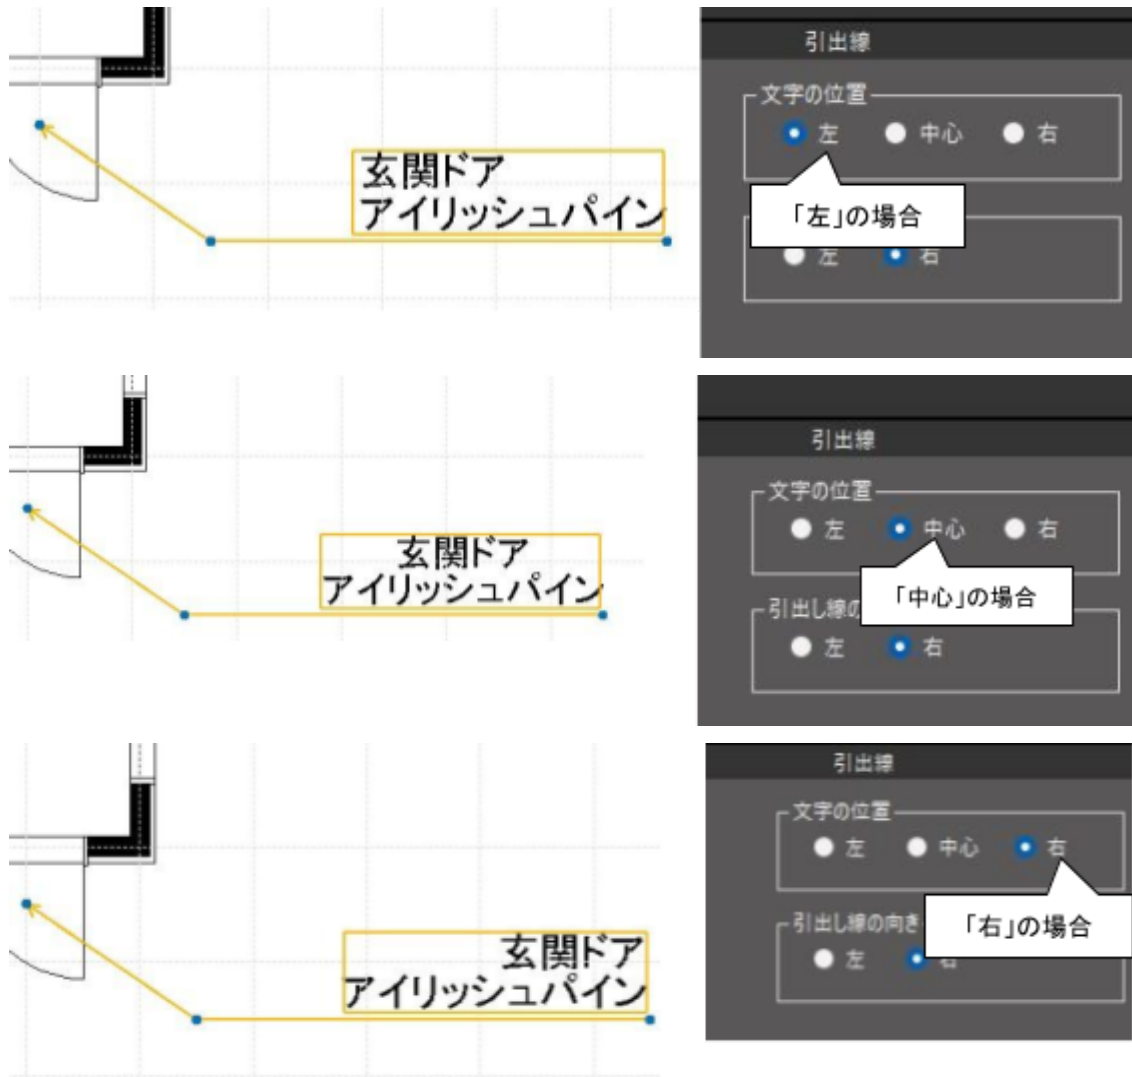 玄関ドア
アイリッシュパイン
引出線
文字の位置
左 中心 右
「左」の場合
左 右
玄関ドア
アイリッシュパイン
引出線
文字の位置
左 中心 右
「中心」の場合
引出し線の
左 右
玄関ドア
アイリッシュパイン
引出線
文字の位置
左 中心 右
「右」の場合
引出し線の向き
左 右